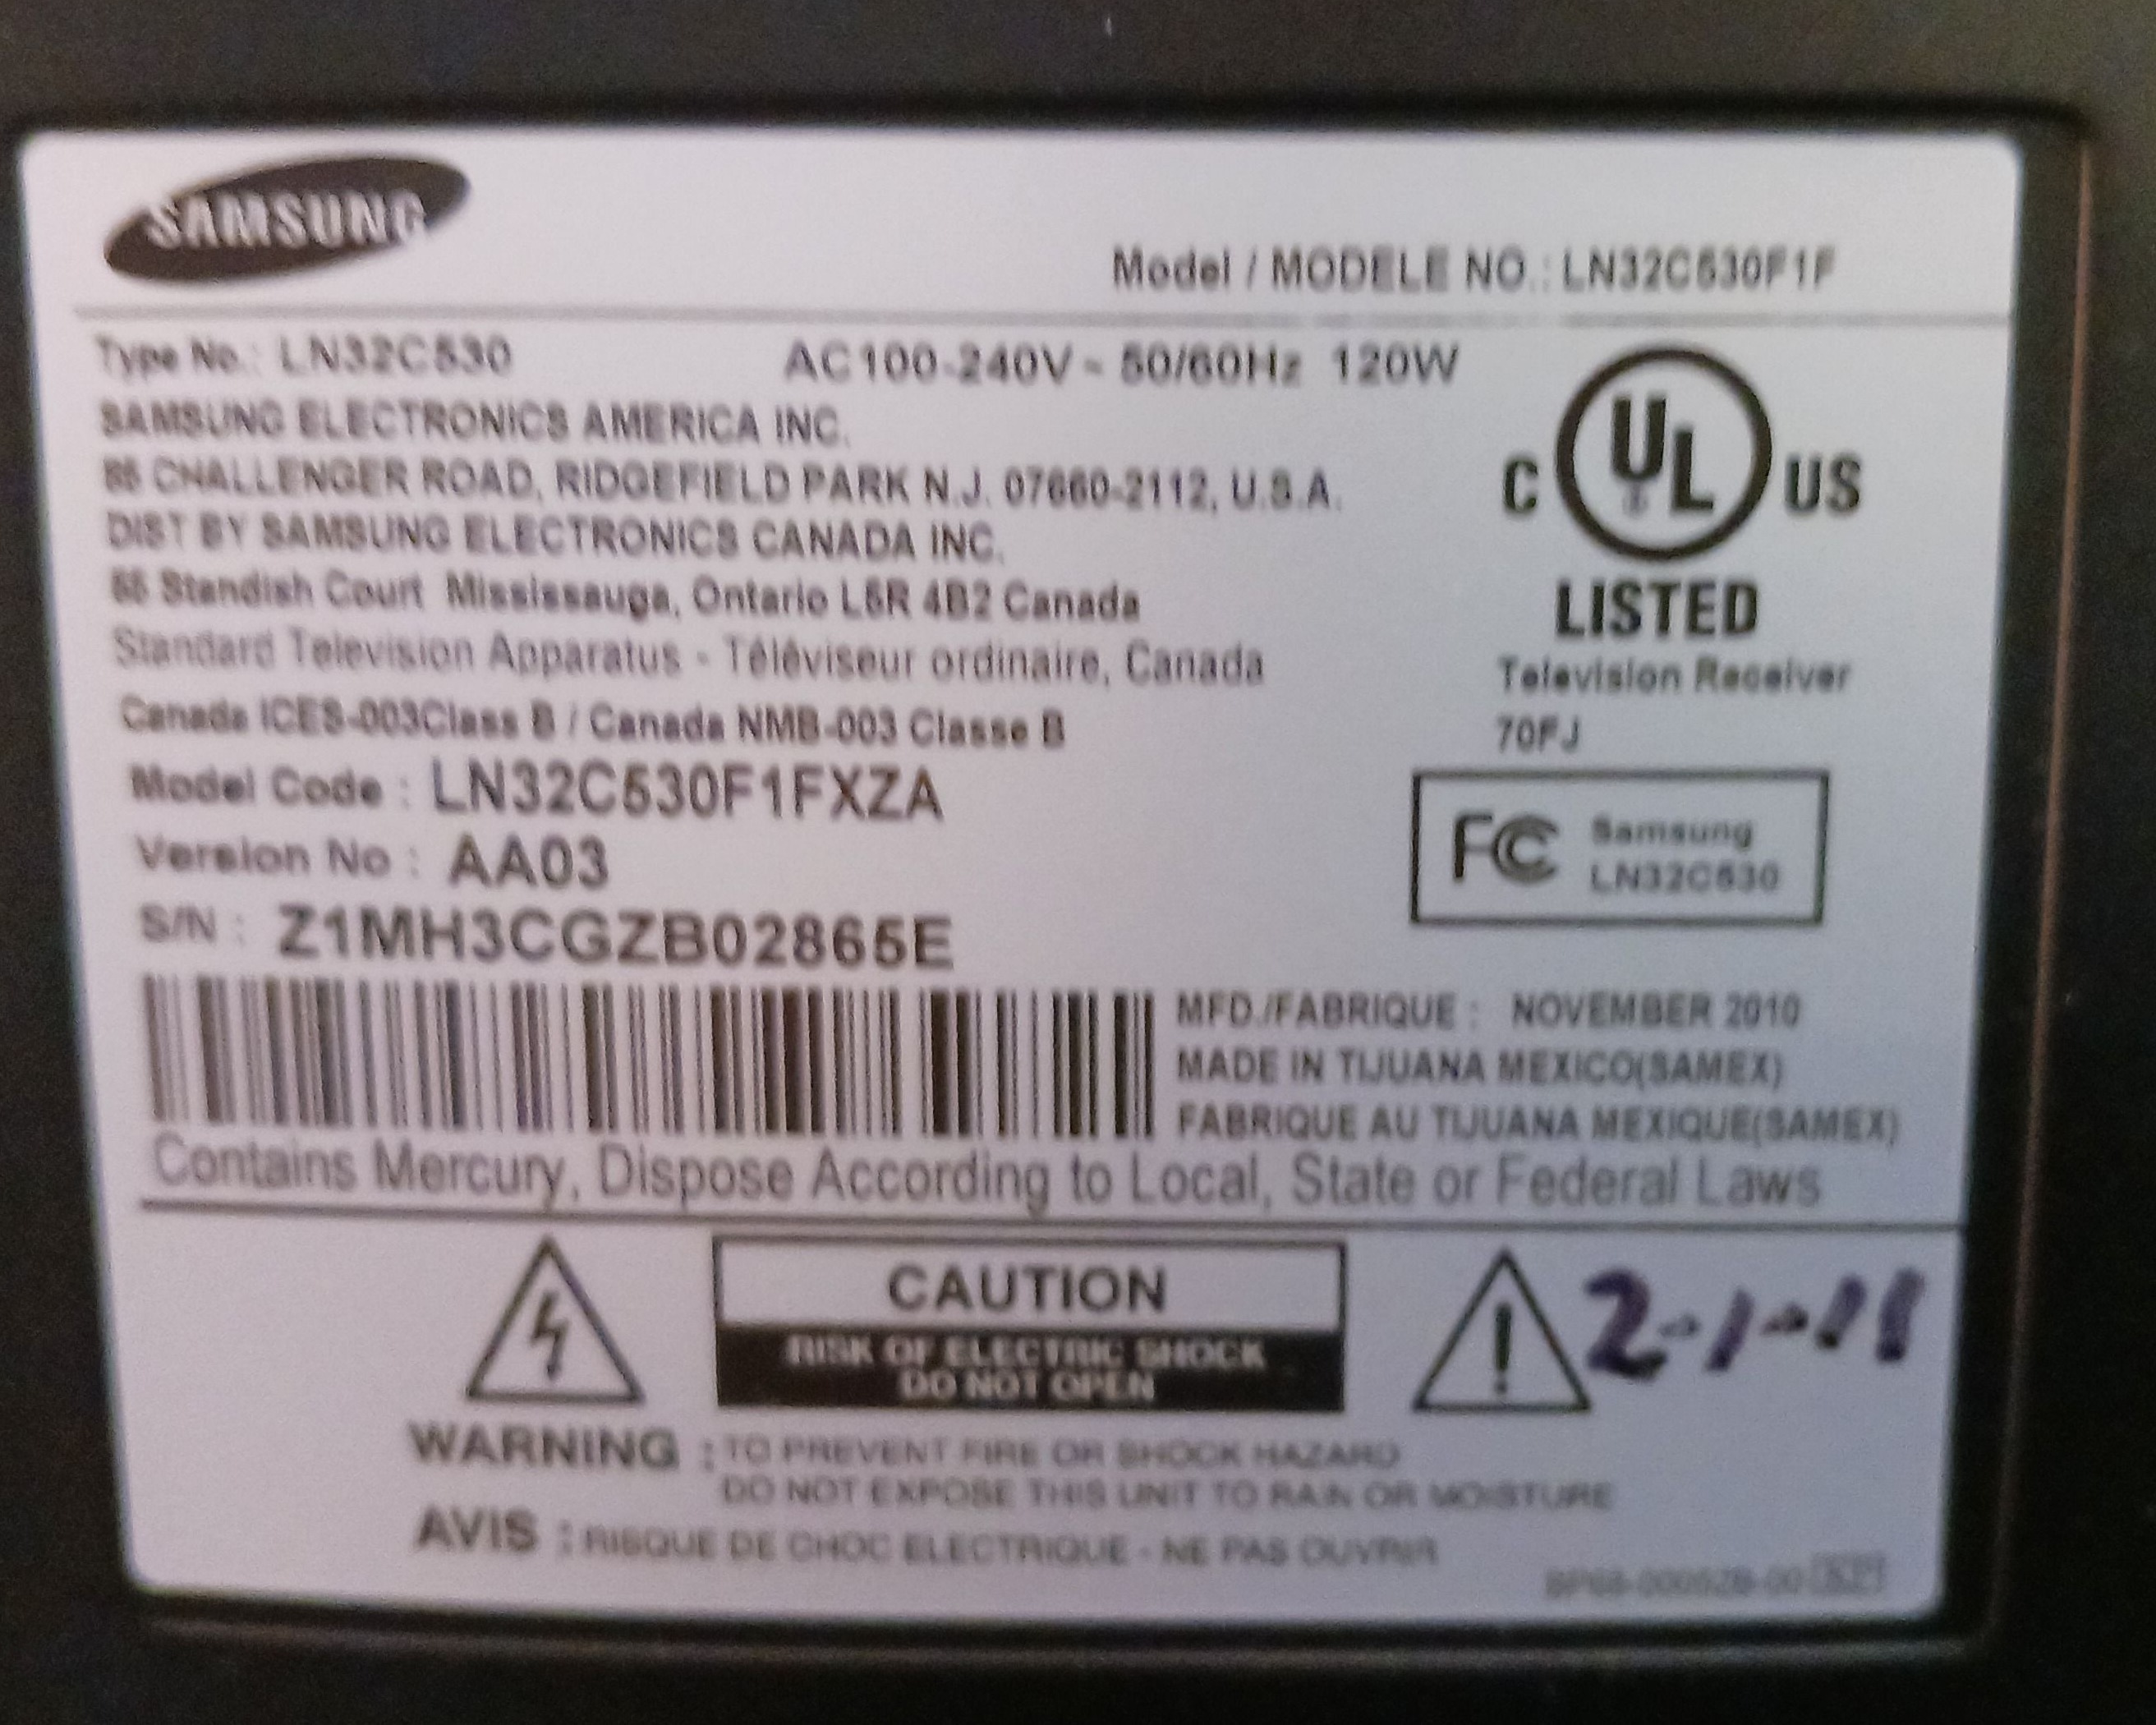 SAMSUNG
Model / MODELE NO.: LN32C530F1F
Type No.: LN32C530 AC100-240V~ 50/60Hz 120W
SAMSUNG ELECTRONICS AMERICA INC.
85 CHALLENGER ROAD, RIDGEFIELD PARK N.J. 07660-2112, U.S.A.
DIST BY SAMSUNG ELECTRONICS CANADA INC.
55 Standish Court Mississauga, Ontario L5R 4B2 Canada
Standard Television Apparatus - Téléviseur ordinaire, Canada
Canada ICES-003Class B / Canada NMB-003 Classe B
C UL ® US
LISTED
Television Receiver
70FJ
Model Code : LN32C530F1FXZA
Version No : AA03
S/N : Z1MH3CGZB02865E
FC Samsung
LN32C530
MFD./FABRIQUE : NOVEMBER 2010
MADE IN TIJUANA MEXICO(SAMEX)
FABRIQUE AU TIJUANA MEXIQUE(SAMEX)
Contains Mercury, Dispose According to Local, State or Federal Laws
CAUTION
RISK OF ELECTRIC SHOCK
DO NOT OPEN
2-1-11
WARNING : TO PREVENT FIRE OR SHOCK HAZARD
DO NOT EXPOSE THIS UNIT TO RAIN OR MOISTURE
AVIS : RISQUE DE CHOC ELECTRIQUE - NE PAS OUVRIR